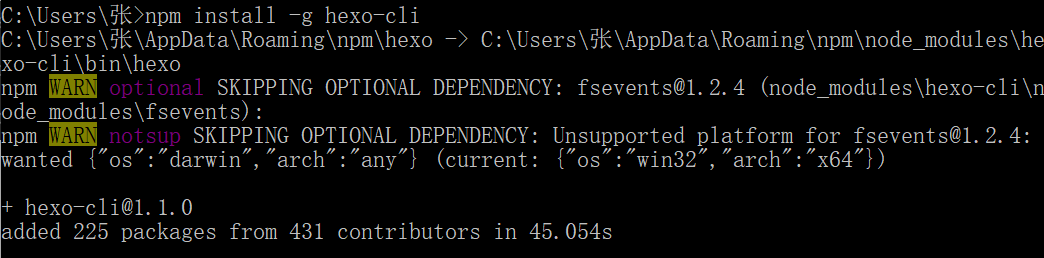 C:\Users\张>npm install -g hexo-cli
C:\Users\张\AppData\Roaming\npm\hexo -> C:\Users\张\AppData\Roaming\npm\node_modules\he
xo-cli\bin\hexo
npm WARN optional SKIPPING OPTIONAL DEPENDENCY: fsevents@1.2.4 (node_modules\hexo-cli\n
ode_modules\fsevents):
npm WARN notsup SKIPPING OPTIONAL DEPENDENCY: Unsupported platform for fsevents@1.2.4:
wanted {"os":"darwin","arch":"any"} (current: {"os":"win32","arch":"x64"})
+ hexo-cli@1.1.0
added 225 packages from 431 contributors in 45.054s